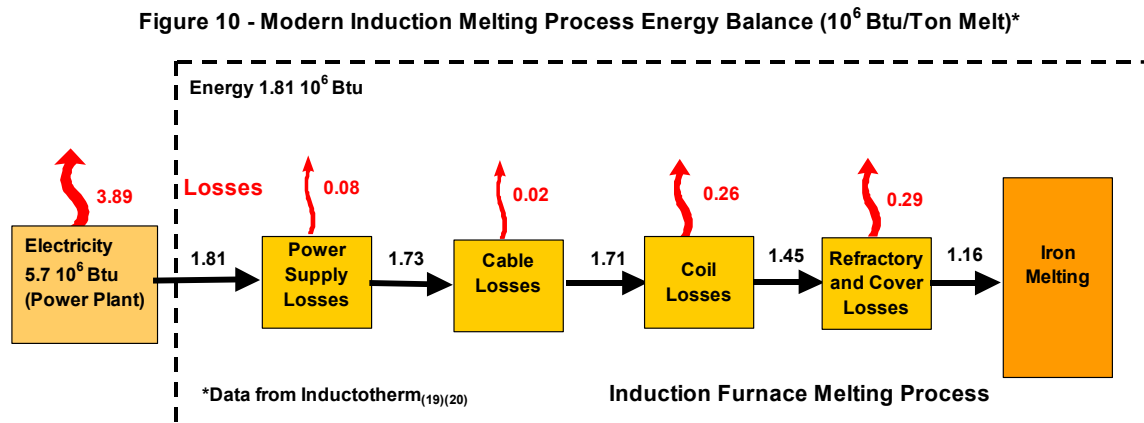 Figure 10 - Modern Induction Melting Process Energy Balance (10⁶ Btu/Ton Melt)*
Energy 1.81 10⁶ Btu
Losses
3.89
0.08
0.02
0.26
0.29
Electricity
5.7 10⁶ Btu
(Power Plant)
1.81
Power
Supply
Losses
1.73
Cable
Losses
1.71
Coil
Losses
1.45
Refractory
and Cover
Losses
1.16
Iron
Melting
*Data from Inductotherm(19)(20)
Induction Furnace Melting Process